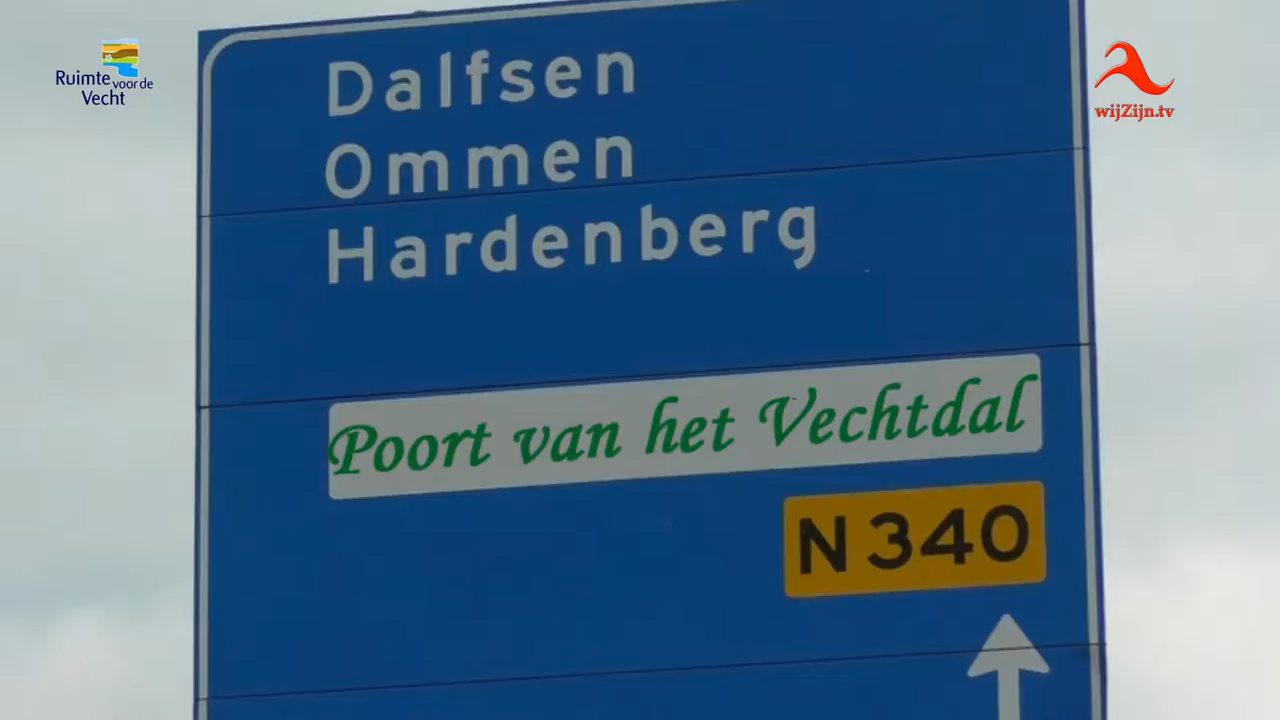 Ruimte voor de
Vecht
wijZijn.tv
Dalfsen
Ommen
Hardenberg
Poort van het Vechtdal
N340